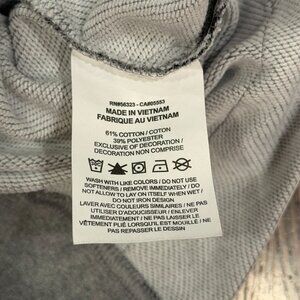 RN#56323 - CA#05553
MADE IN VIETNAM
FABRIQUE AU VIETNAM
61% COTTON / COTON
39% POLYESTER
EXCLUSIVE OF DECORATION /
DECORATION NON COMPRISE
WASH WITH LIKE COLORS / DO NOT USE
SOFTENERS / REMOVE IMMEDIATELY / DO
NOT ALLOW TO LAY ON ITSELF WHEN WET /
DO NOT IRON DESIGN
LAVER AVEC COULEURS SIMILAIRES / NE PAS
UTILISER D'ADOUCISSEUR / ENLEVER
IMMÉDIATEMENT / NE PAS LAISSER LE
VÊTEMENT PLIÉ LORSQU'IL EST MOUILLÉ / NE
PAS REPASSER LE DESSIN